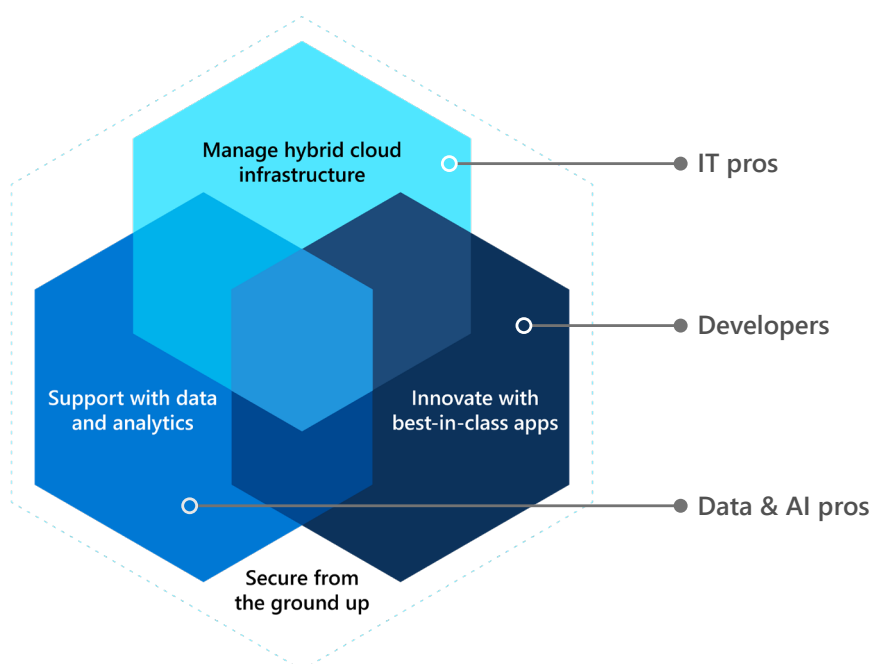 Manage hybrid cloud
infrastructure
IT pros
Developers
Support with data
and analytics
Innovate with
best-in-class apps
Data & AI pros
Secure from
the ground up